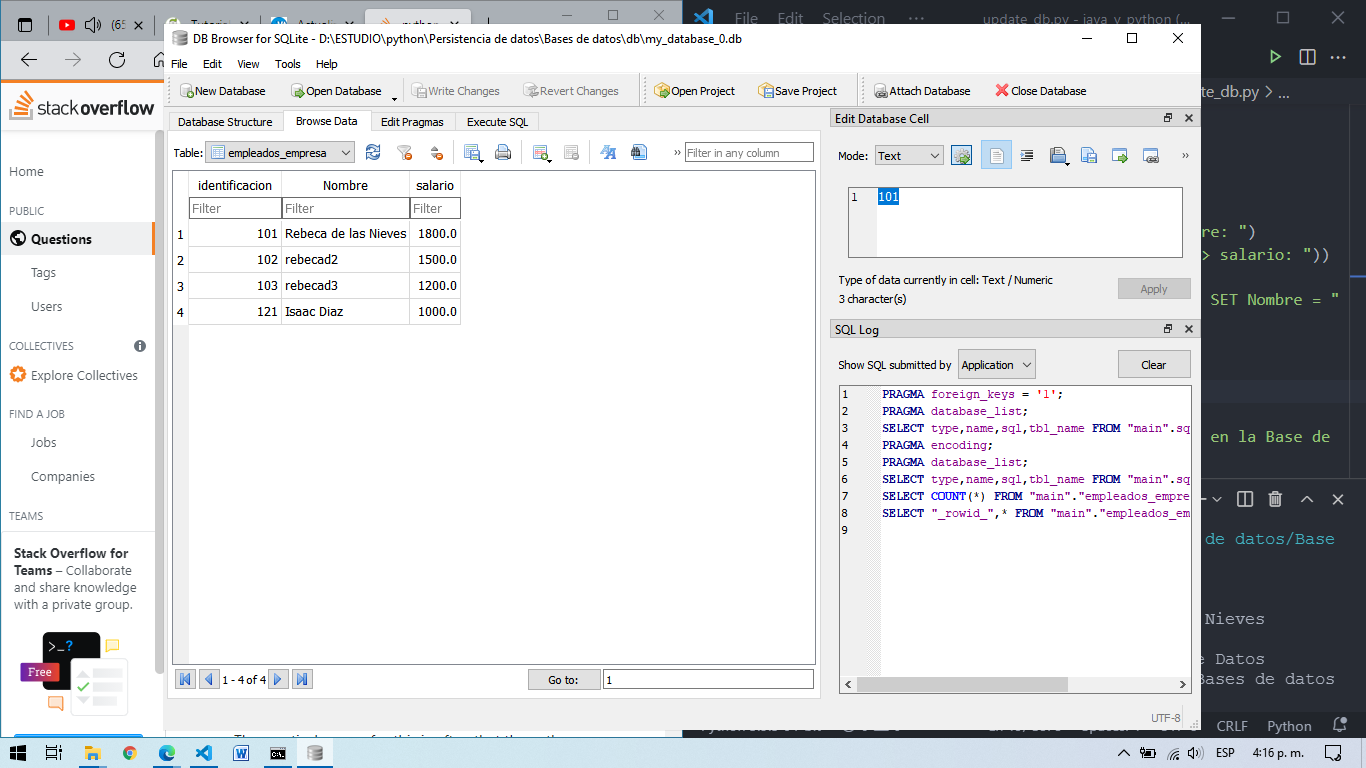 (65
Tutori
Actuali
python
File Edit Selection ···
update_db.py - java_y_python (...
DB Browser for SQLite - D:\ESTUDIO\python\Persistencia de datos\Bases de datos\db\my_database_0.db
File Edit View Tools Help
New Database Open Database Write Changes Revert Changes Open Project Save Project Attach Database Close Database
te_db.py > ...
stackoverflow
Home
PUBLIC
Questions
Tags
Users
COLLECTIVES
Explore Collectives
FIND A JOB
Jobs
Companies
TEAMS
Stack Overflow for
Teams – Collaborate
and share knowledge
with a private group.
>_?
Free
Database Structure Browse Data Edit Pragmas Execute SQL
Table: empleados_empresa
» Filter in any column
identificacion Nombre salario
Filter Filter Filter
1 101 Rebeca de las Nieves 1800.0
2 102 rebecad2 1500.0
3 103 rebecad3 1200.0
4 121 Isaac Diaz 1000.0
1 - 4 of 4
Go to: 1
Edit Database Cell
Mode: Text
»
1 101
Type of data currently in cell: Text / Numeric
3 character(s)
Apply
SQL Log
Show SQL submitted by Application Clear
1 PRAGMA foreign_keys = '1';
2 PRAGMA database_list;
3 SELECT type,name,sql,tbl_name FROM "main".sq
4 PRAGMA encoding;
5 PRAGMA database_list;
6 SELECT type,name,sql,tbl_name FROM "main".sq
7 SELECT COUNT(*) FROM "main"."empleados_empre
8 SELECT "_rowid_",* FROM "main"."empleados_em
9
UTF-8
re: ")
> salario: "))
SET Nombre = "
en la Base de
de datos/Base
Nieves
Datos
Bases de datos
CRLF Python
ESP 4:16 p. m.